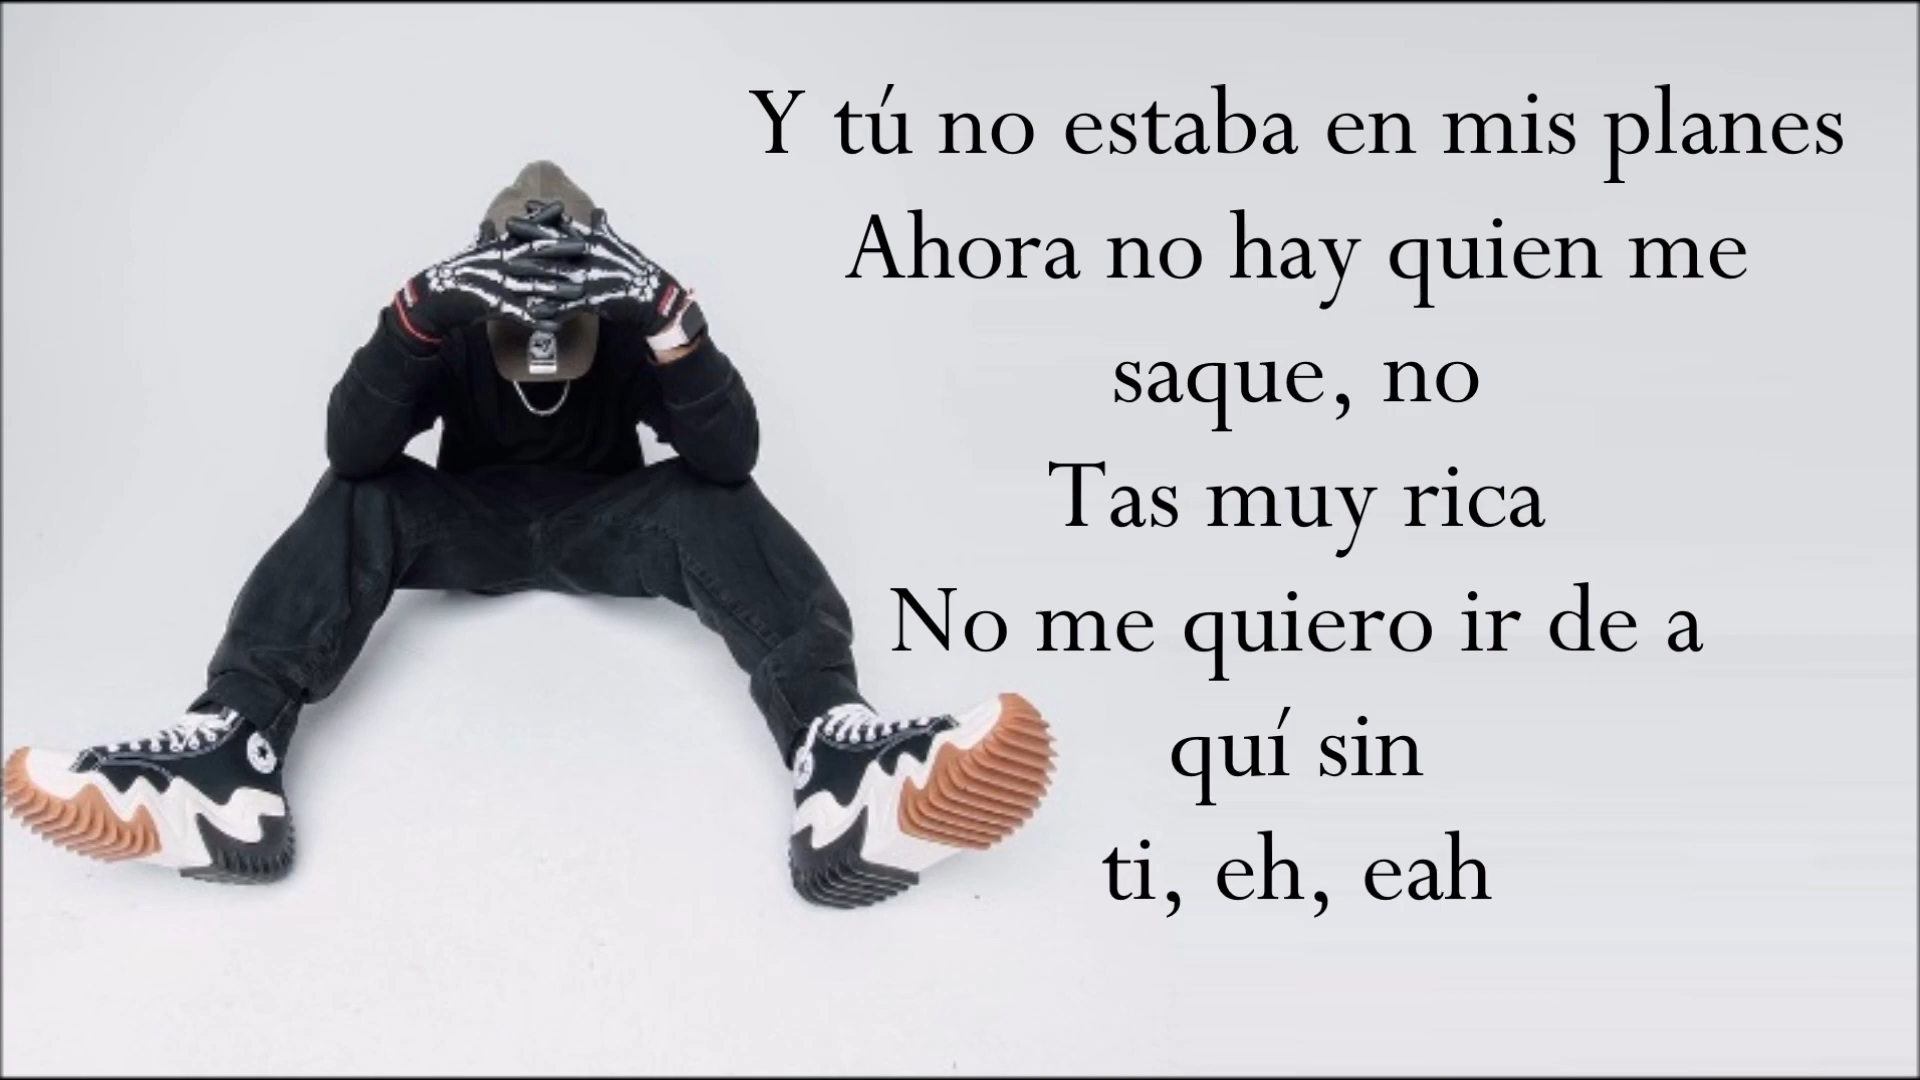 Y tú no estaba en mis planes
Ahora no hay quien me
saque, no
Tas muy rica
No me quiero ir de a
quí sin
ti, eh, eah